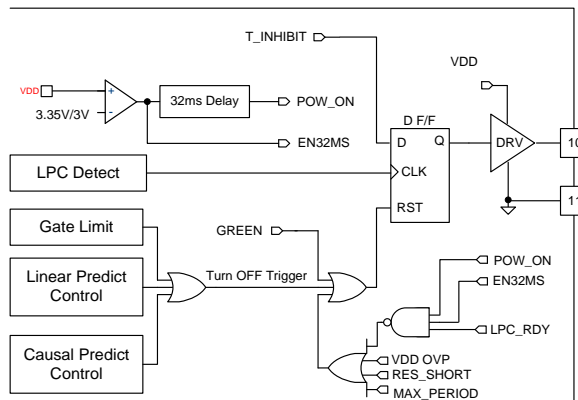 T_INHIBIT
VDD
VDD
+
-
3.35V/3V
32ms Delay
POW_ON
EN32MS
D F/F
D
Q
CLK
RST
DRV
10
11
LPC Detect
Gate Limit
GREEN
Linear Predict
Control
Turn OFF Trigger
Causal Predict
Control
POW_ON
EN32MS
LPC_RDY
VDD OVP
RES_SHORT
MAX_PERIOD